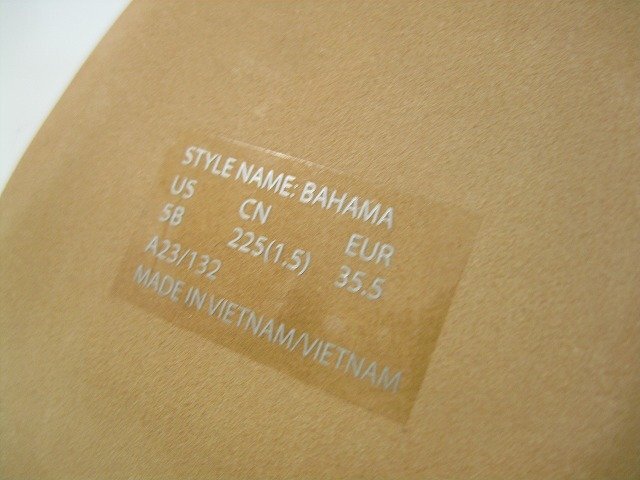 STYLE NAME: BAHAMA
US CN EUR
5B 225(1.5) 35.5
A23/132
MADE IN VIETNAM/VIETNAM